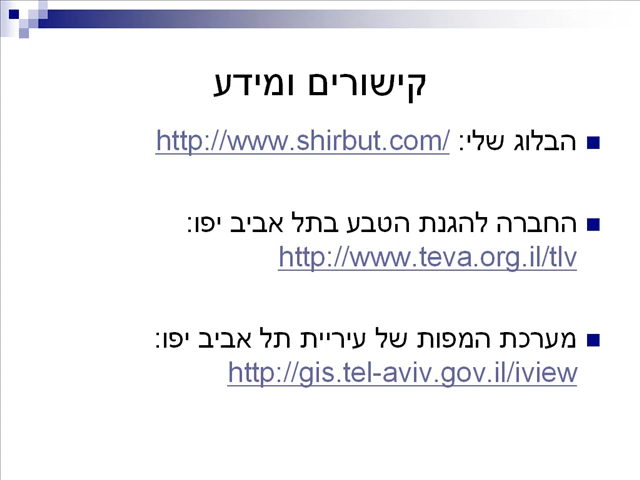 קישורים ומידע
הבלוג שלי: http://www.shirbut.com/
החברה להגנת הטבע בתל אביב יפו:
http://www.teva.org.il/tlv
מערכת המפות של עיריית תל אביב יפו:
http://gis.tel-aviv.gov.il/iview